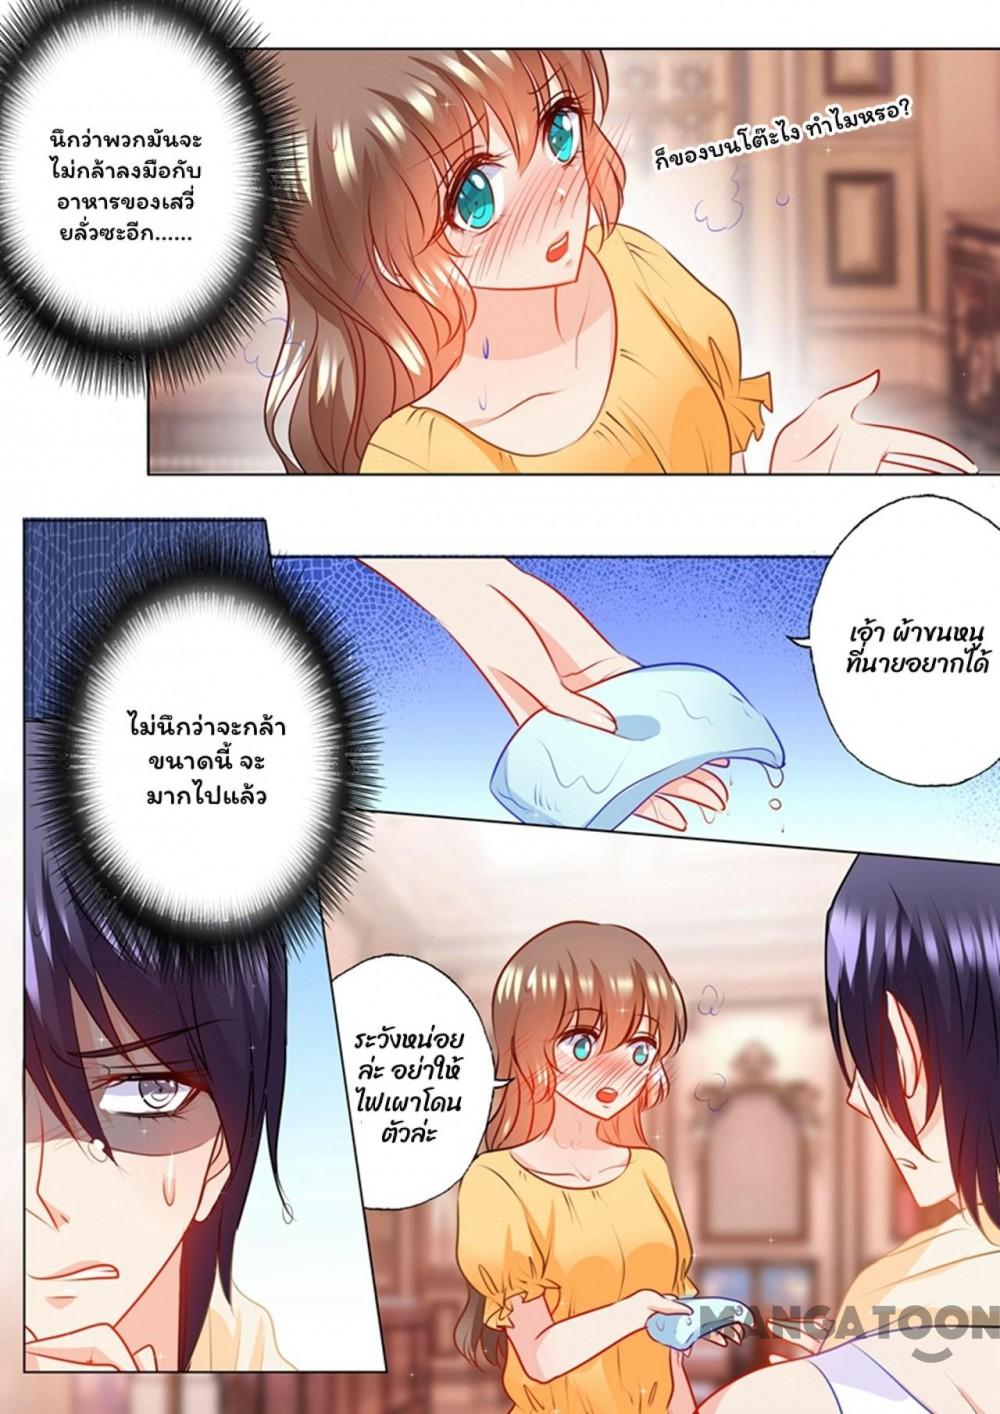 นึกว่าพวกมันจะ
ไม่กล้าลงมือกับ
อาหารของเสวี่
ยลั่วซะอีก......
ก็ของบนโต๊ะไง ทำไมหรอ?
เอ้า ผ้าขนหนู
ที่นายอยากได้
ไม่นึกว่าจะกล้า
ขนาดนี้ จะ
มากไปแล้ว
ระวังหน่อย
ล่ะ อย่าให้
ไฟเผาโดน
ตัวล่ะ
MANGATOON